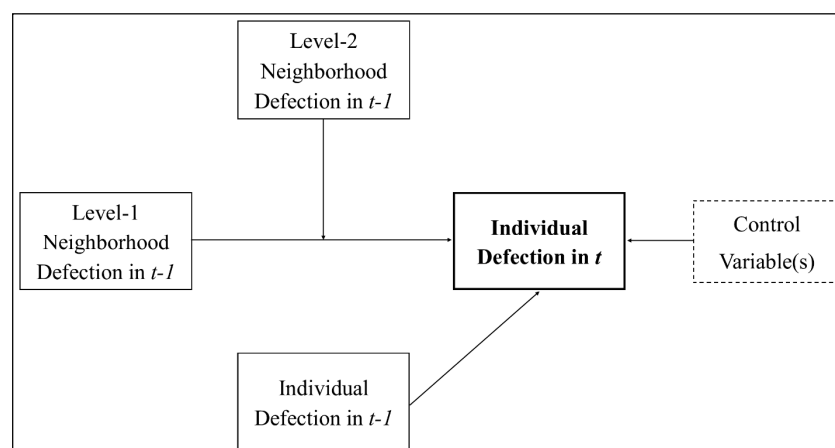 Level-2
Neighborhood
Defection in t-1
Level-1
Neighborhood
Defection in t-1
Individual
Defection in t
Control
Variable(s)
Individual
Defection in t-1